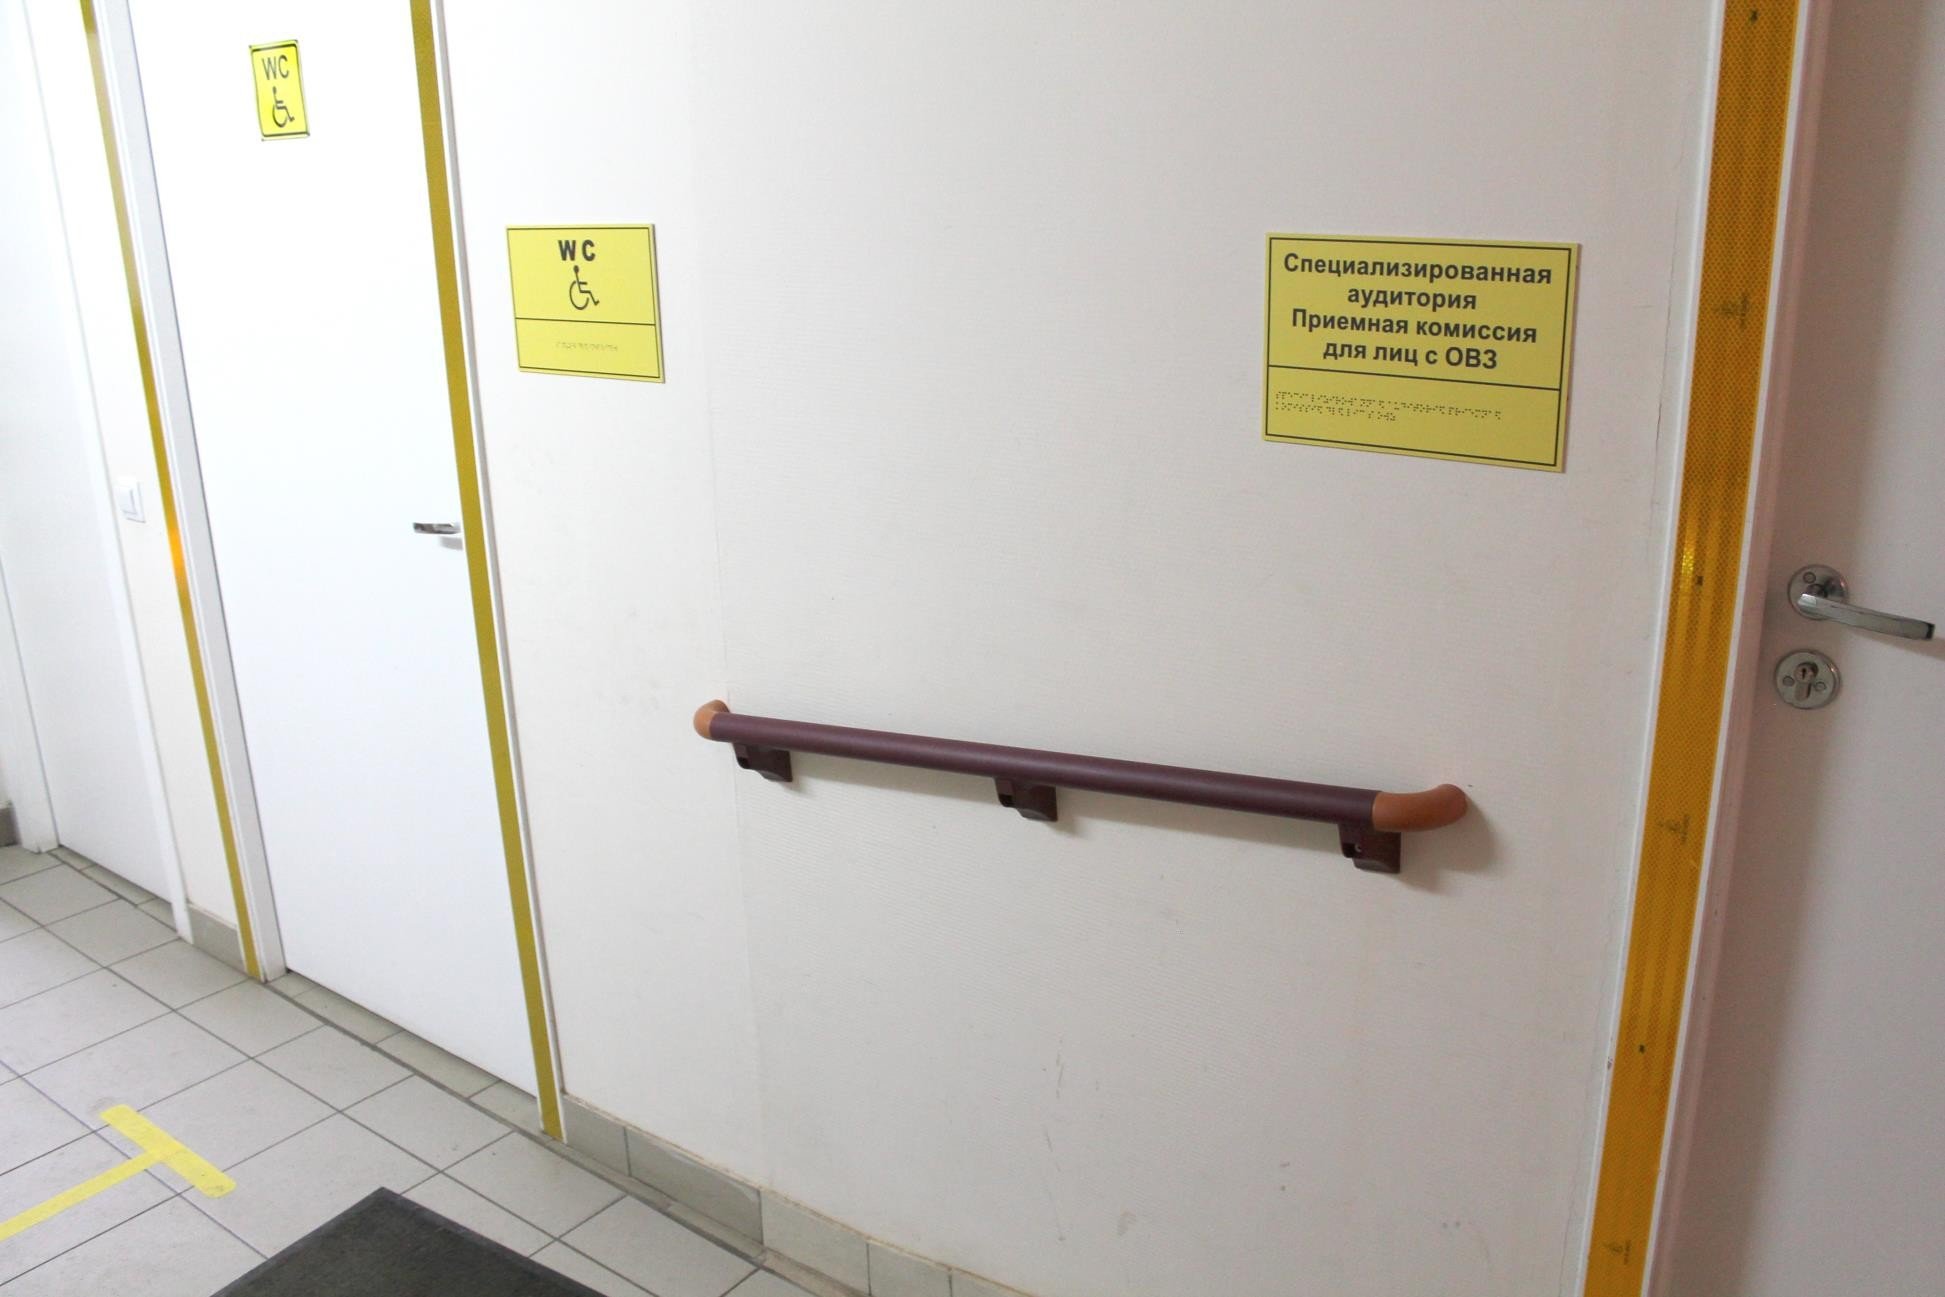 WC
WC
Специализированная
аудитория
Приемная комиссия
для лиц с ОВЗ